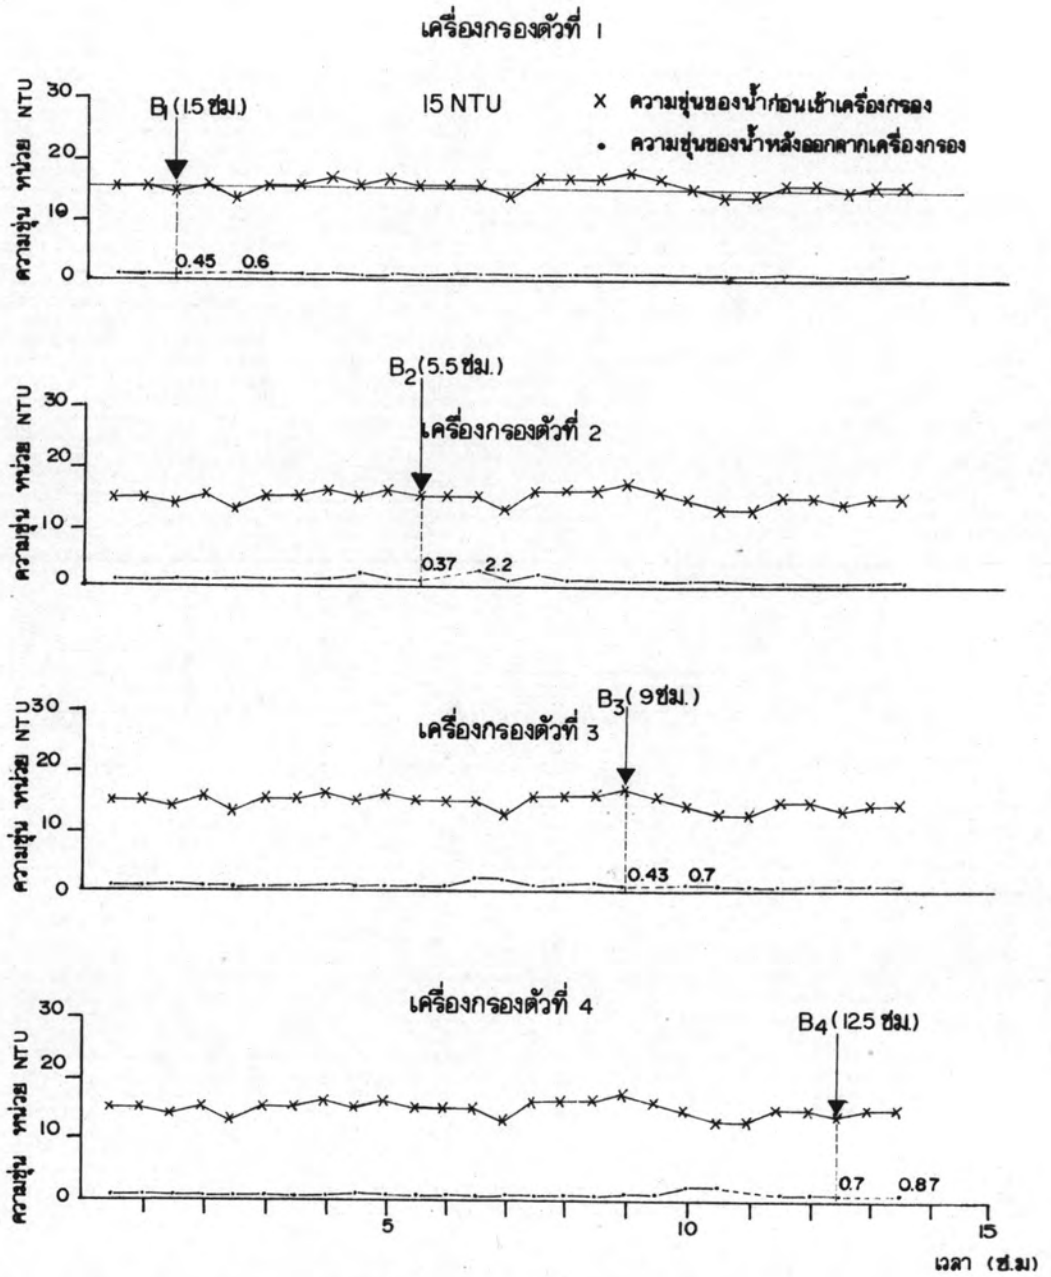 เครื่องกรองตัวที่ 1
ความขุ่น หน่วย NTU
30
20
10
0
B1 (1.5 ชม.)
15 NTU
x ความขุ่นของน้ำก่อนเข้าเครื่องกรอง
• ความขุ่นของน้ำหลังออกจากเครื่องกรอง
0.45 0.6
B2 (5.5 ชม.)
เครื่องกรองตัวที่ 2
ความขุ่น หน่วย NTU
30
20
10
0
0.37 2.2
B3 (9 ชม.)
เครื่องกรองตัวที่ 3
ความขุ่น หน่วย NTU
30
20
10
0
0.43 0.7
เครื่องกรองตัวที่ 4
B4 (12.5 ชม.)
ความขุ่น หน่วย NTU
30
20
10
0
0.7 0.87
5 10 15
เวลา (ช.ม)